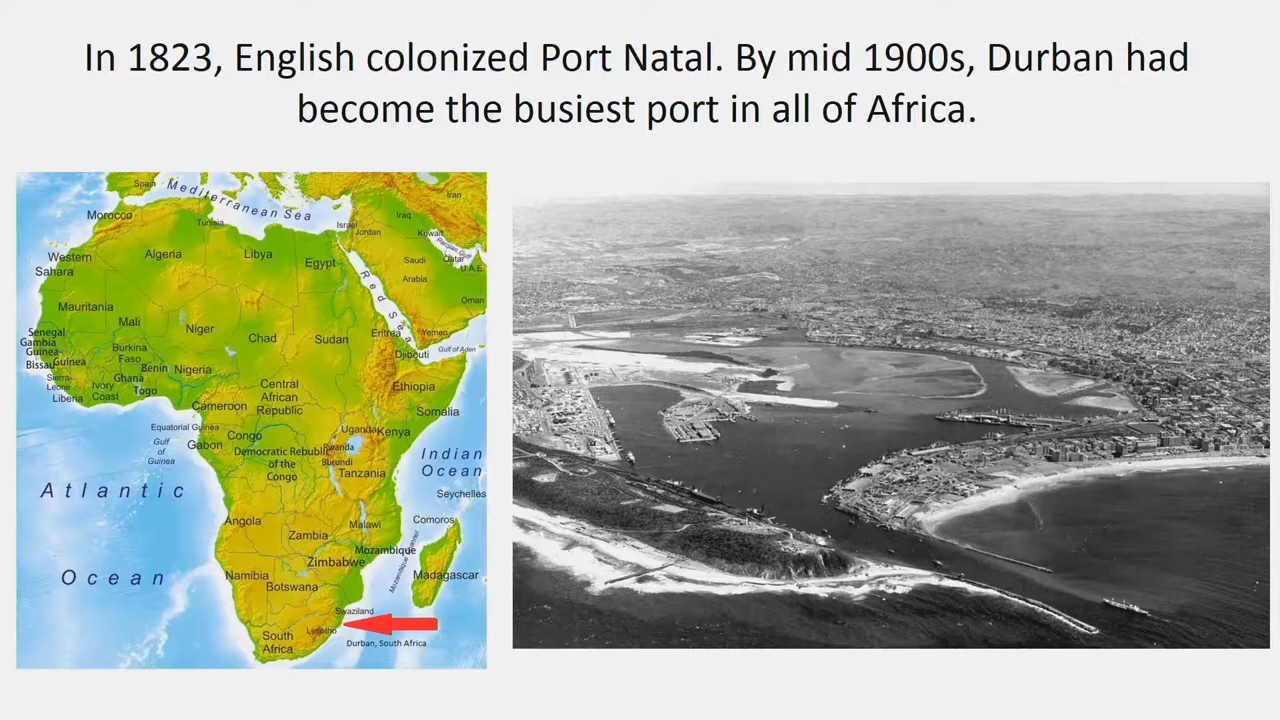 In 1823, English colonized Port Natal. By mid 1900s, Durban had
become the busiest port in all of Africa.
Spain
Mediterranean Sea
Iran
Morocco
Tunisia
Israel
Iraq
Jordan
Kuwait
Persian Gulf
Western
Sahara
Algeria
Libya
Egypt
Saudi
Arabia
Qatar
U.A.E.
Red Sea
Oman
Mauritania
Mali
Niger
Chad
Sudan
Eritrea
Yemen
Senegal
Gambia
Guinea-
Bissau
Guinea
Burkina
Faso
Benin
Nigeria
Djibouti
Gulf of Aden
Sierra-
Leone
Liberia
Ivory
Coast
Ghana
Togo
Central
African
Republic
Ethiopia
Cameroon
Somalia
Equatorial Guinea
Gulf
of
Guinea
Gabon
Congo
Democratic Republic
of the
Congo
Uganda
Kenya
Rwanda
Burundi
Tanzania
Indian
Ocean
Seychelles
Atlantic
Ocean
Angola
Zambia
Malawi
Comoros
Mozambique
Mozambique Channel
Zimbabwe
Namibia
Botswana
Madagascar
Swaziland
Lesotho
South
Africa
Durban, South Africa